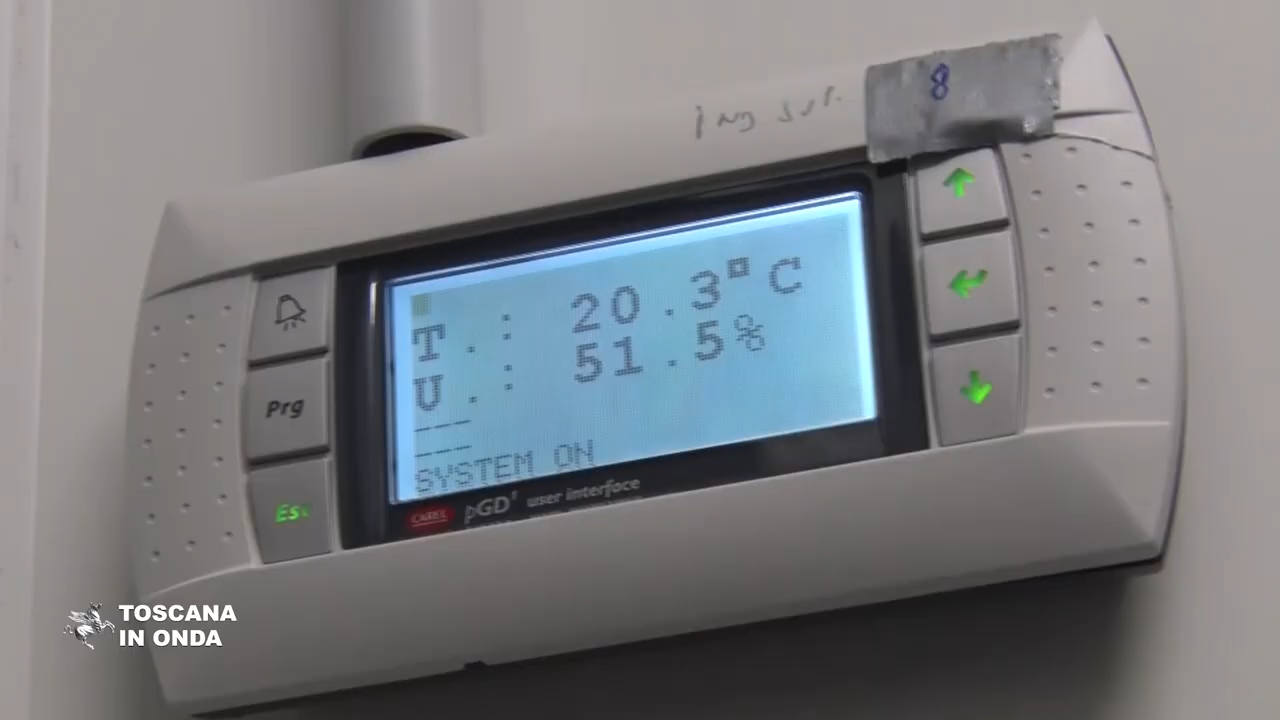 8
T.: 20.3°C
U.: 51.5%
---
---
SYSTEM ON
CAREL pGD¹ user interface
Prg
Esc
TOSCANA
IN ONDA